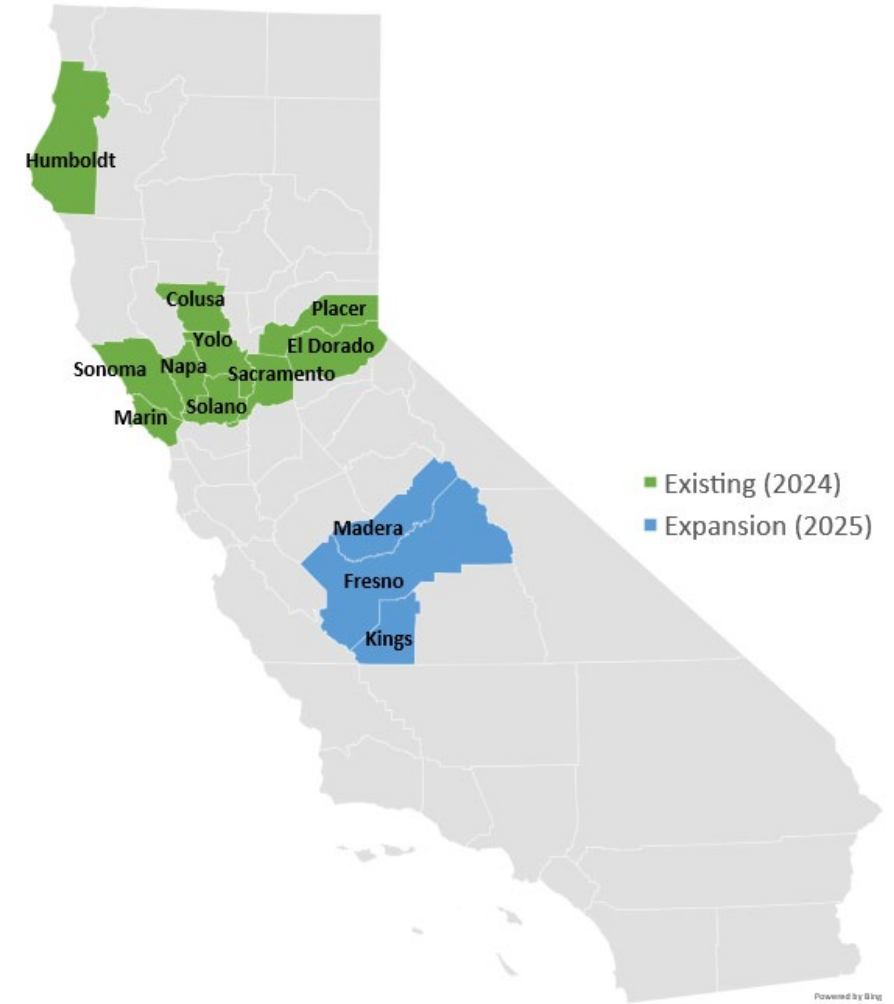 Humboldt
Colusa
Placer
Yolo
El Dorado
Sonoma
Napa
Sacramento
Solano
Marin
Existing (2024)
Expansion (2025)
Madera
Fresno
Kings
Powered by Bing